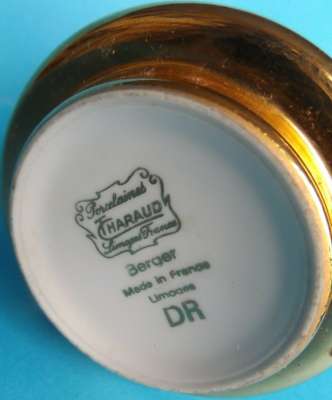 Porcelaines
THARAUD
Limoges France
Berger
Made in France
Limoges
DR